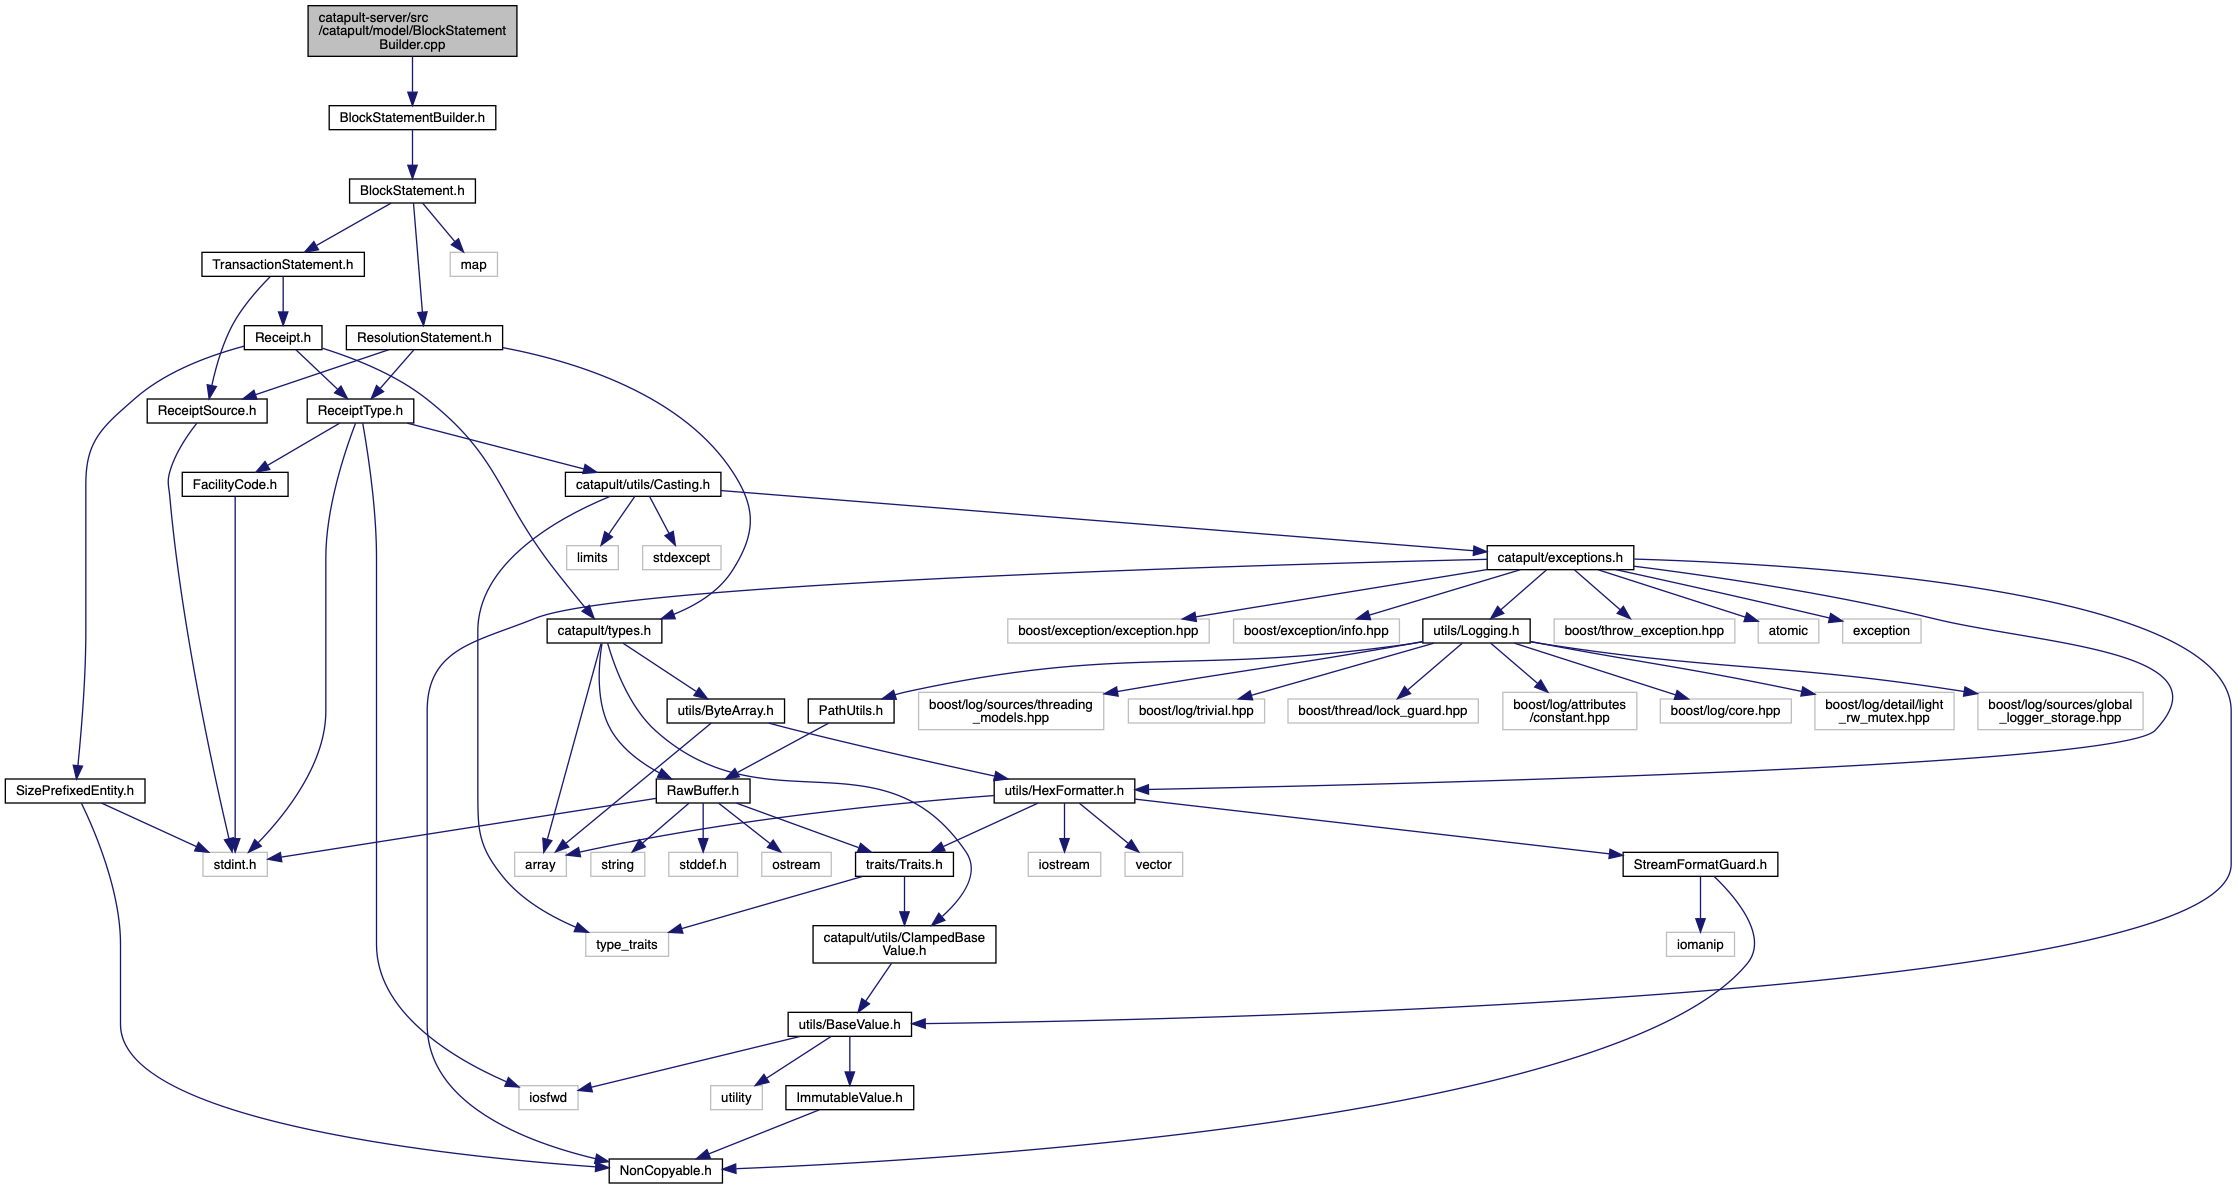 catapult-server/src
/catapult/model/BlockStatement
Builder.cpp
BlockStatementBuilder.h
BlockStatement.h
TransactionStatement.h
map
Receipt.h
ResolutionStatement.h
ReceiptSource.h
ReceiptType.h
FacilityCode.h
catapult/utils/Casting.h
limits
stdexcept
catapult/exceptions.h
catapult/types.h
boost/exception/exception.hpp
boost/exception/info.hpp
utils/Logging.h
boost/throw_exception.hpp
atomic
exception
utils/ByteArray.h
PathUtils.h
boost/log/sources/threading
_models.hpp
boost/log/trivial.hpp
boost/thread/lock_guard.hpp
boost/log/attributes
/constant.hpp
boost/log/core.hpp
boost/log/detail/light
_rw_mutex.hpp
boost/log/sources/global
_logger_storage.hpp
SizePrefixedEntity.h
RawBuffer.h
utils/HexFormatter.h
stdint.h
array
string
stddef.h
ostream
traits/Traits.h
iostream
vector
StreamFormatGuard.h
type_traits
catapult/utils/ClampedBase
Value.h
iomanip
utils/BaseValue.h
iosfwd
utility
ImmutableValue.h
NonCopyable.h